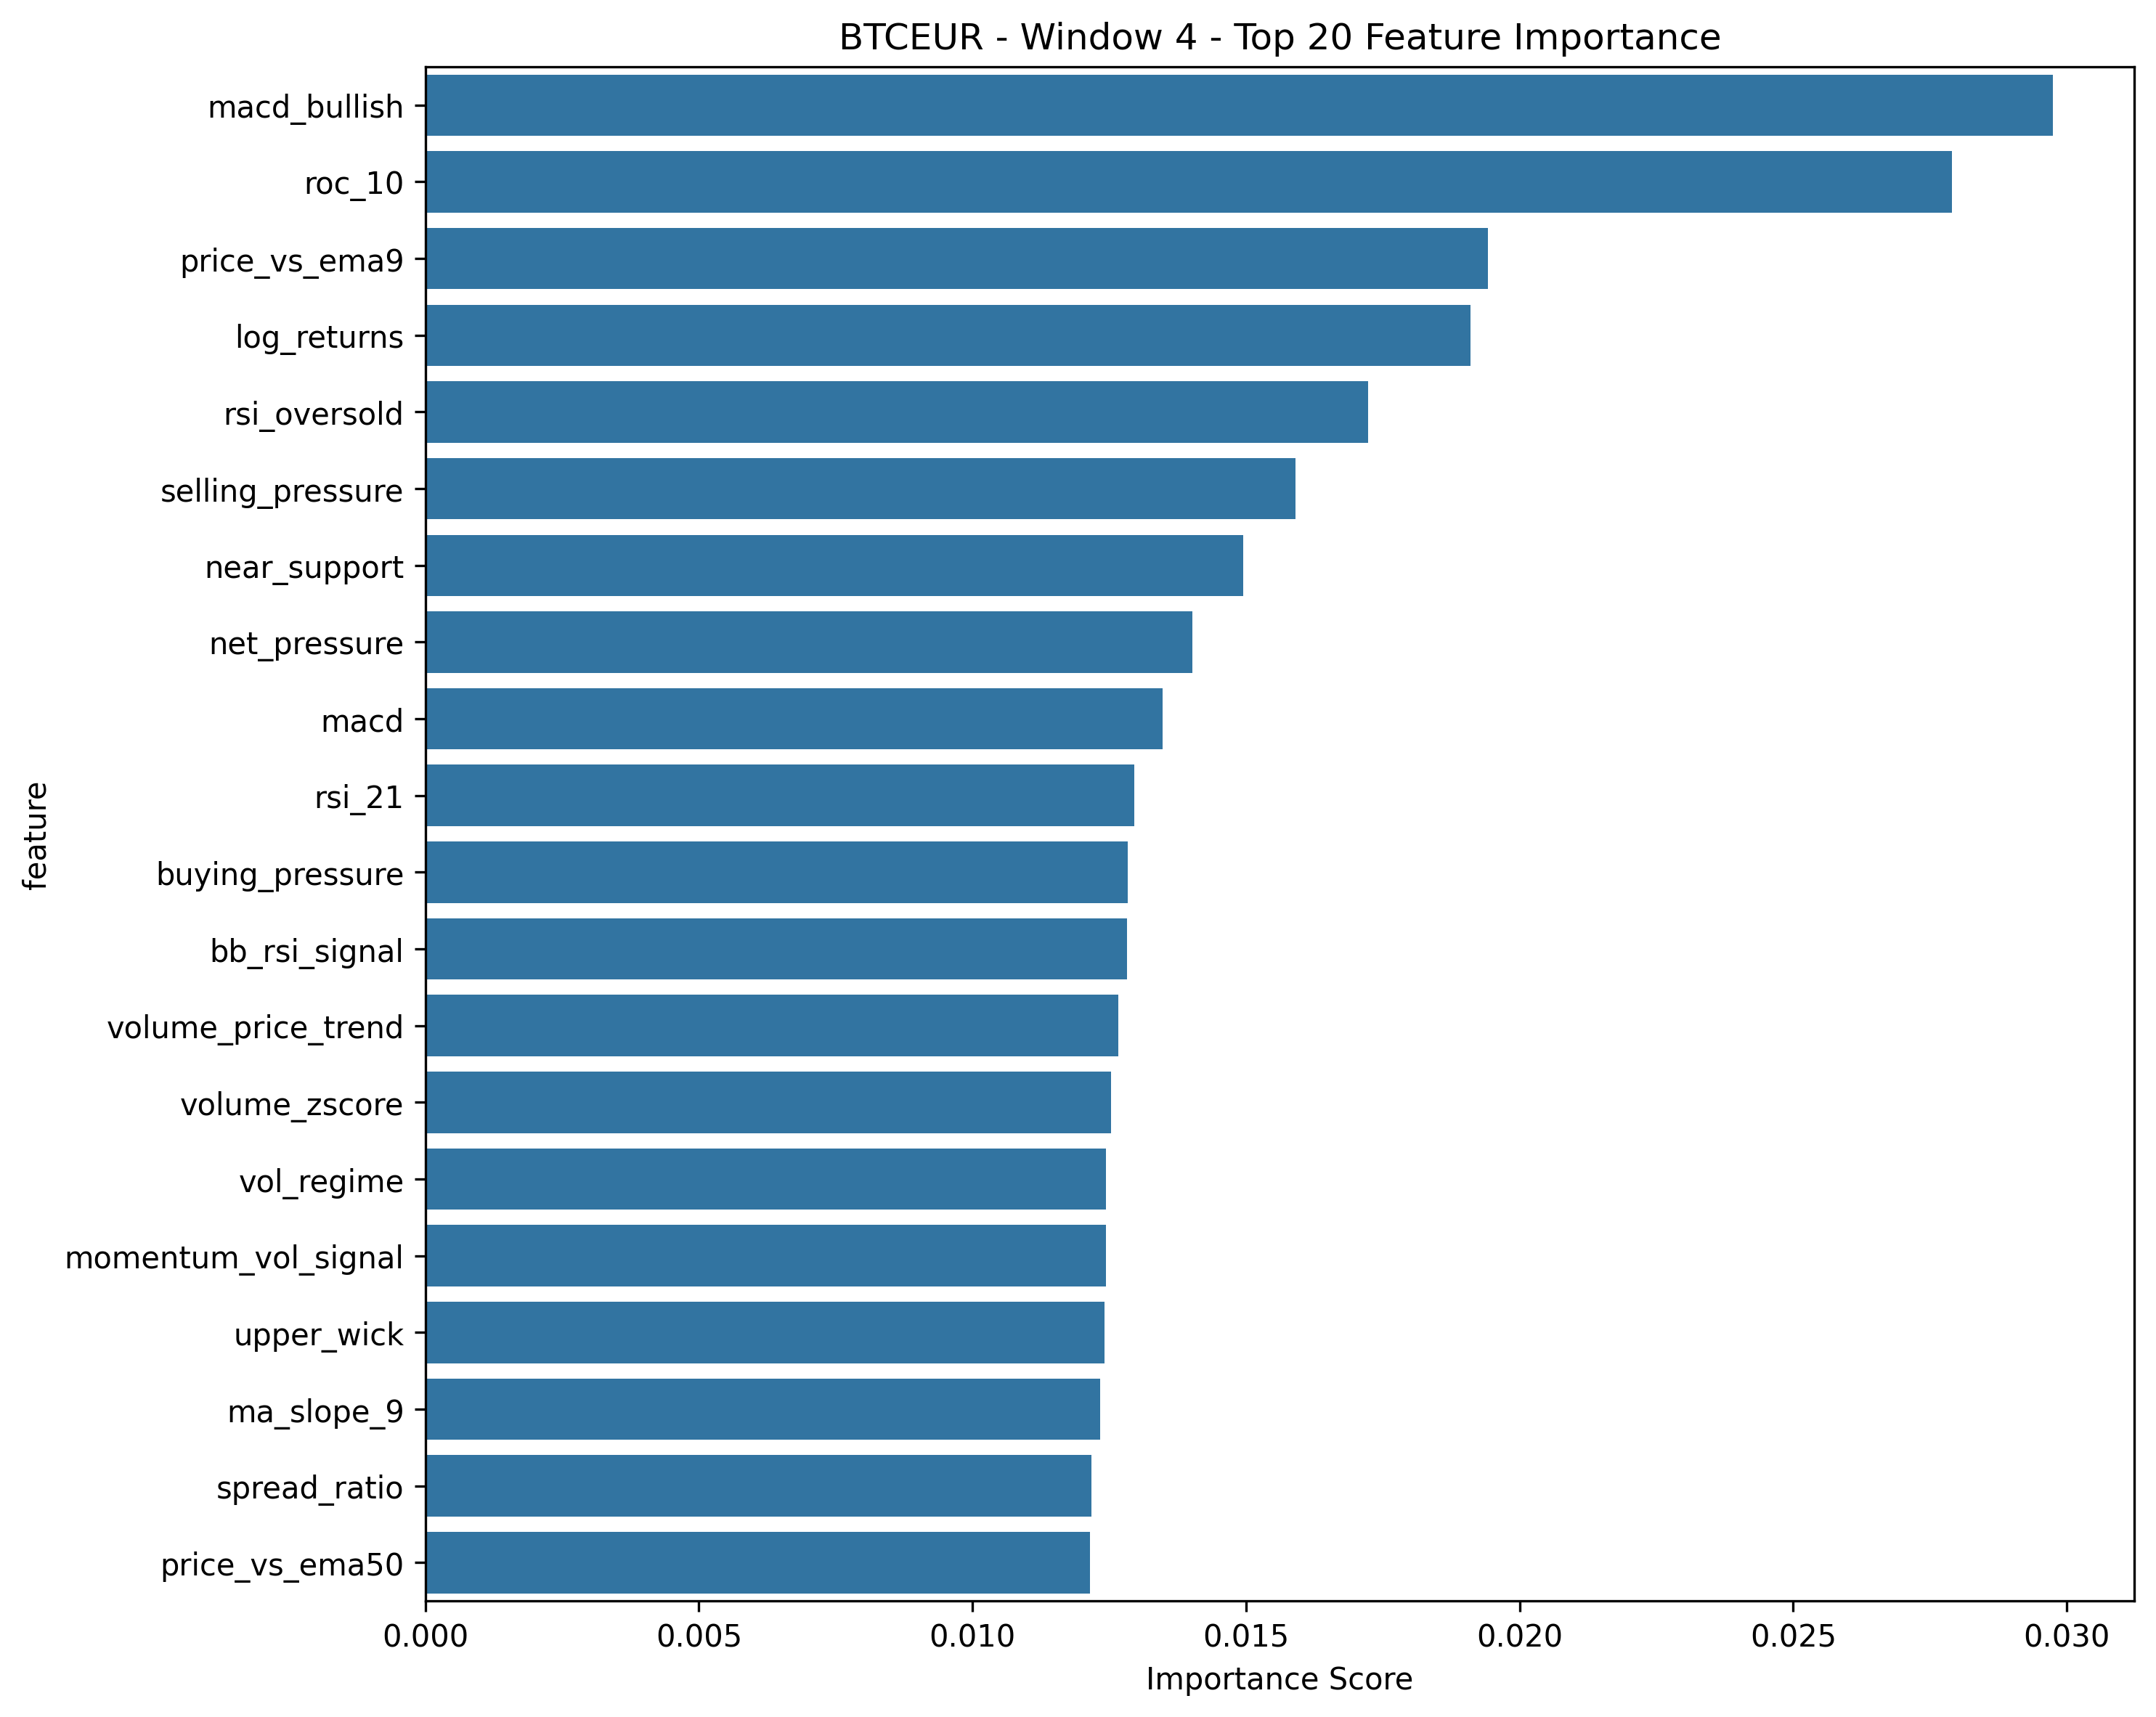 BTCEUR - Window 4 - Top 20 Feature Importance
macd_bullish
roc_10
price_vs_ema9
log_returns
rsi_oversold
selling_pressure
near_support
net_pressure
macd
rsi_21
buying_pressure
bb_rsi_signal
volume_price_trend
volume_zscore
vol_regime
momentum_vol_signal
upper_wick
ma_slope_9
spread_ratio
price_vs_ema50
feature
0.000 0.005 0.010 0.015 0.020 0.025 0.030
Importance Score